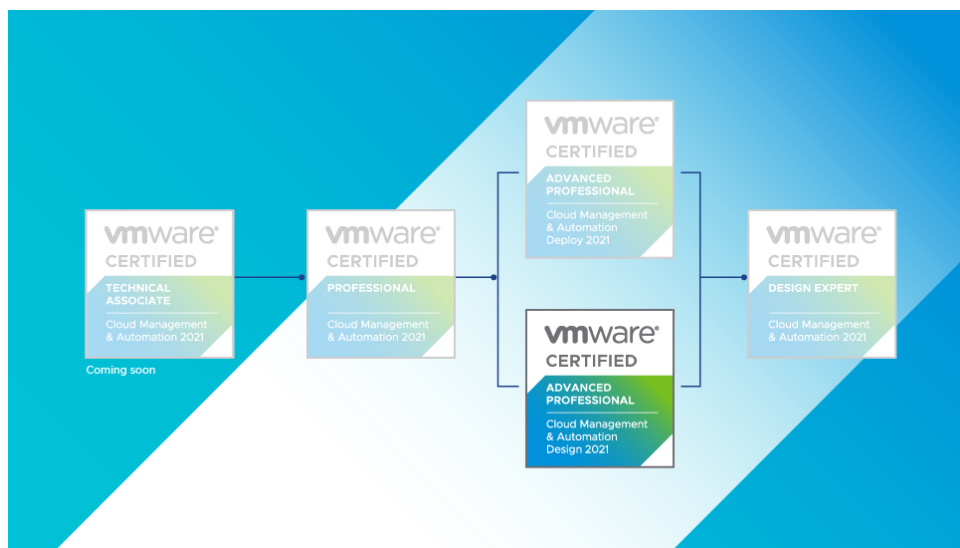 vmware®
CERTIFIED
TECHNICAL
ASSOCIATE
Cloud Management
& Automation 2021
Coming soon
vmware®
CERTIFIED
PROFESSIONAL
Cloud Management
& Automation 2021
vmware®
CERTIFIED
ADVANCED
PROFESSIONAL
Cloud Management
& Automation
Deploy 2021
vmware®
CERTIFIED
ADVANCED
PROFESSIONAL
Cloud Management
& Automation
Design 2021
vmware®
CERTIFIED
DESIGN EXPERT
Cloud Management
& Automation 2021